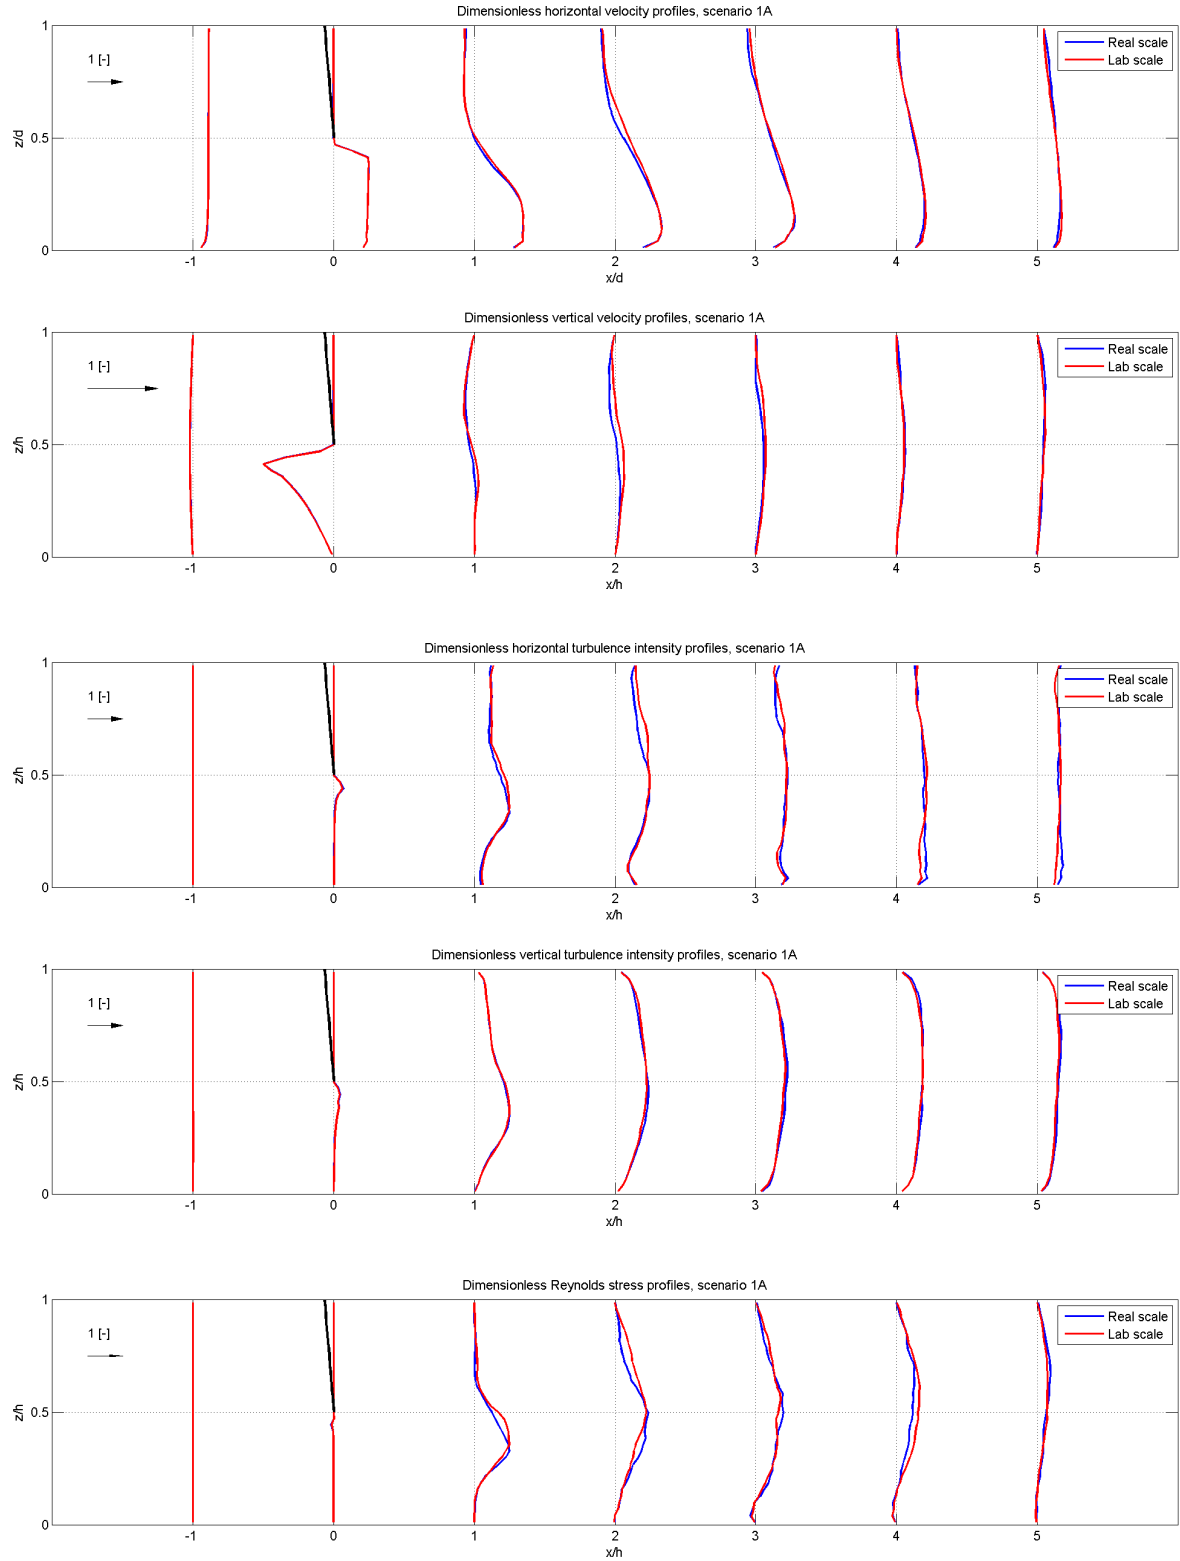 Dimensionless horizontal velocity profiles, scenario 1A
1
1 [-]
Real scale
Lab scale
z/d
0.5
0
-1 0 1 2 3 4 5
x/d
Dimensionless vertical velocity profiles, scenario 1A
1
1 [-]
Real scale
Lab scale
z/h
0.5
0
-1 0 1 2 3 4 5
x/h
Dimensionless horizontal turbulence intensity profiles, scenario 1A
1
1 [-]
Real scale
Lab scale
z/h
0.5
0
-1 0 1 2 3 4 5
x/h
Dimensionless vertical turbulence intensity profiles, scenario 1A
1
1 [-]
Real scale
Lab scale
z/h
0.5
0
-1 0 1 2 3 4 5
x/h
Dimensionless Reynolds stress profiles, scenario 1A
1
1 [-]
Real scale
Lab scale
z/h
0.5
0
-1 0 1 2 3 4 5
x/h